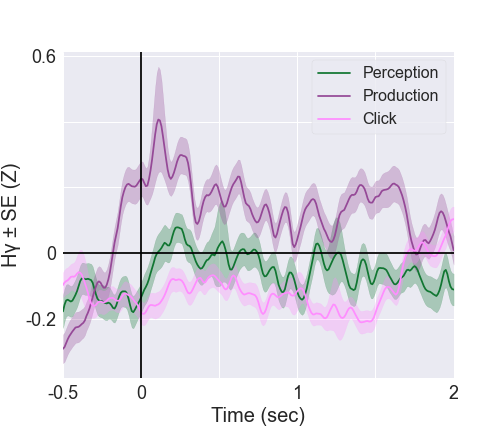 0.6
Perception
Production
Click
Hγ ± SE (Z)
0
-0.2
-0.5
0
1
2
Time (sec)